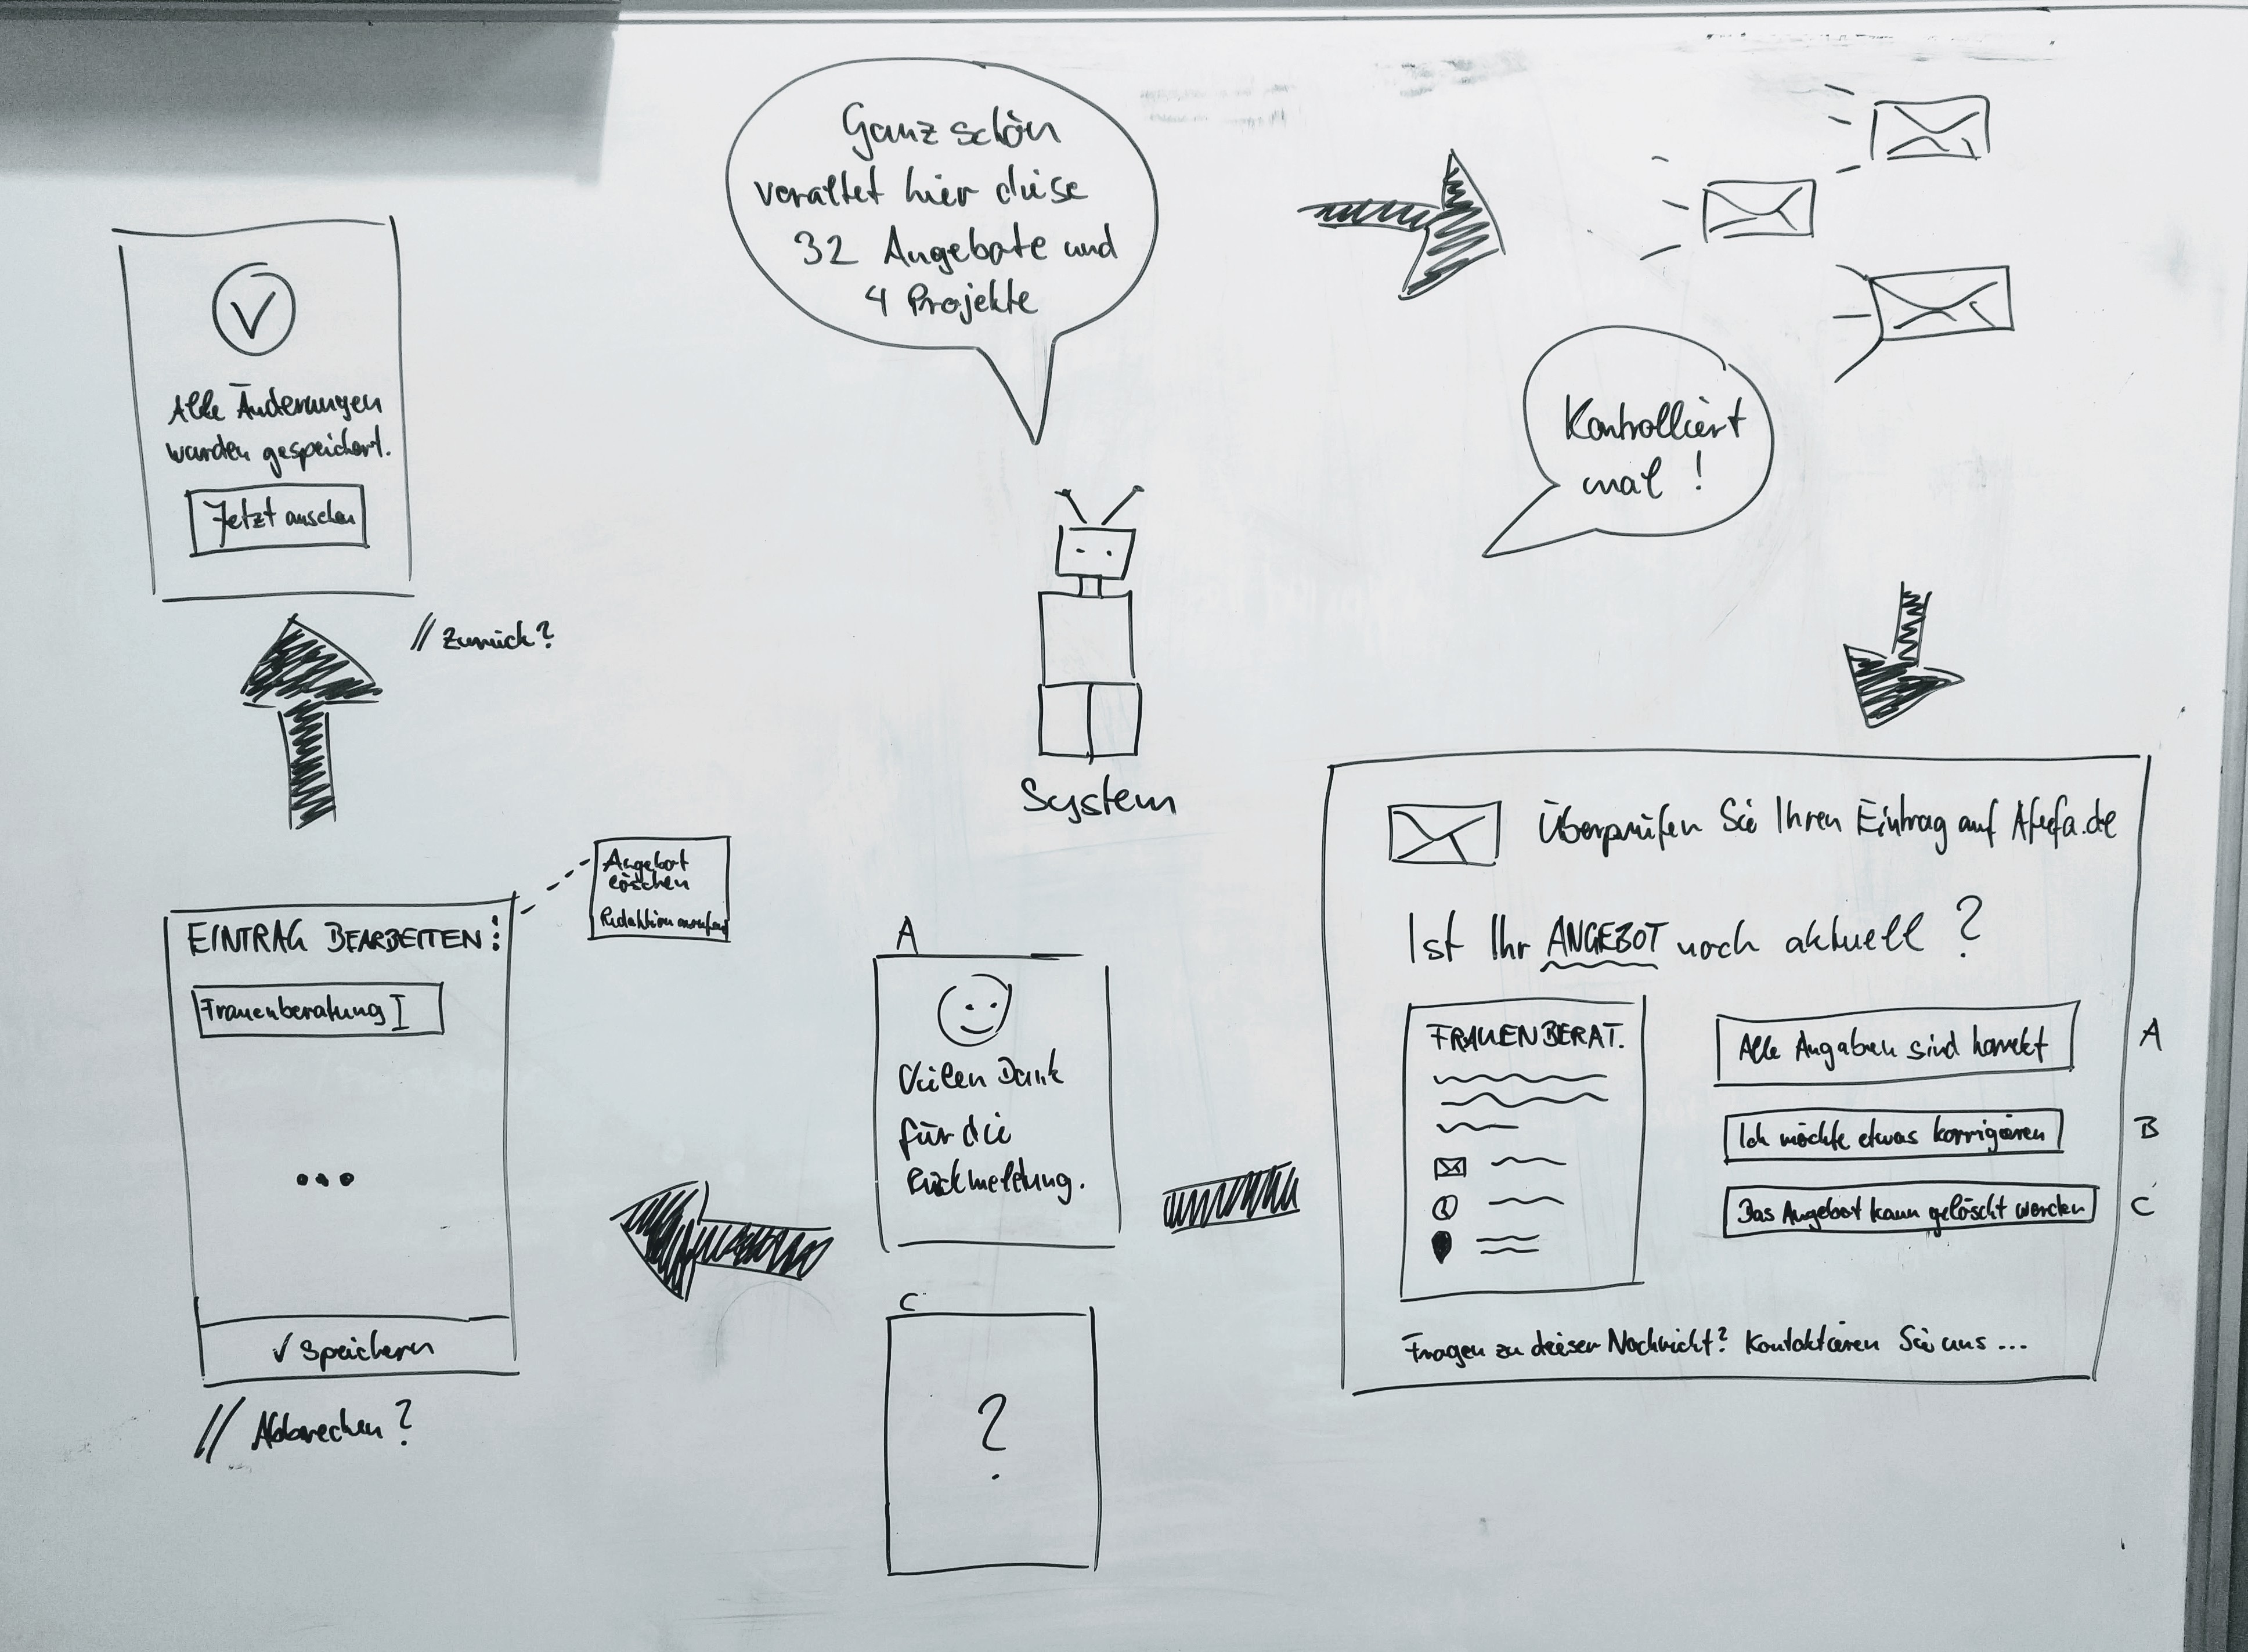 Ganz schön
veraltet hier diese
32 Angebote und
4 Projekte
System
Kontrolliert
mal!
Überprüfen Sie Ihren Eintrag auf Afefa.de
Ist Ihr ANGEBOT noch aktuell?
FRAUENBERAT.
Alle Angaben sind korrekt
A
Ich möchte etwas korrigieren
B
Das Angebot kann gelöscht werden
C
Fragen zu dieser Nachricht? Kontaktieren Sie uns ...
A
Vielen Dank
für die
Rückmeldung.
C
?
EINTRAG BEARBEITEN:
Frauenberatung
...
✓ Speichern
// Abbrechen?
Angebot
löschen
Redaktion anrufen
Alle Änderungen
wurden gespeichert.
Jetzt ansehen
// Zurück?